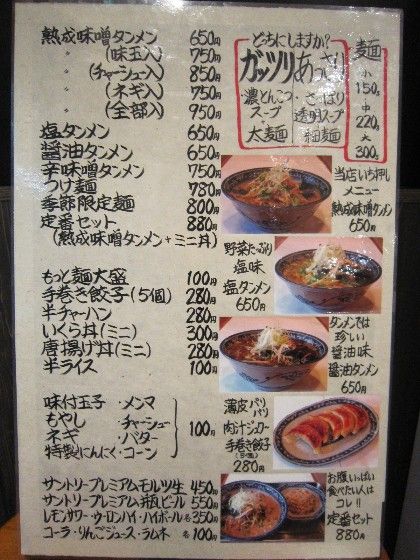 熟成味噌タンメン 650円
〃 (味玉入) 750円
〃 (チャーシュー入) 850円
〃 (ネギ入) 750円
〃 (全部入) 950円
塩タンメン 650円
醤油タンメン 650円
辛味噌タンメン 750円
つけ麺 780円
季節限定麺 800円
定番セット 880円
(熟成味噌タンメン+ミニ丼)
もっと麺大盛 100円
手巻き餃子(5個) 280円
半チャーハン 280円
いくら丼(ミニ) 300円
唐揚げ丼(ミニ) 280円
半ライス 100円
味付玉子・メンマ
もやし・チャーシュー
ネギ・バター
特製にんにく・コーン
100円
サントリープレミアムモルツ生 450円
サントリープレミアム瓶ビール 550円
レモンサワー・ウーロンハイ・ハイボール 各350円
コーラ・りんごジュース・ラムネ 各100円
どっちにしますか?
ガッツリ
・濃とんこつスープ
太麺
あっさり
・さっぱり透明スープ
細麺
麺
小
150g
中
220g
大
300g
当店いち押し
メニュー
熟成味噌タンメン
650円
野菜たっぷり
塩味
塩タンメン
650円
タンメンでは
珍しい
醤油味
醤油タンメン
650円
薄皮パリパリ
肉汁ジュワ~
手巻き餃子
(5個)
280円
お腹いっぱい
食べたい人は
コレ!!
定番セット
880円